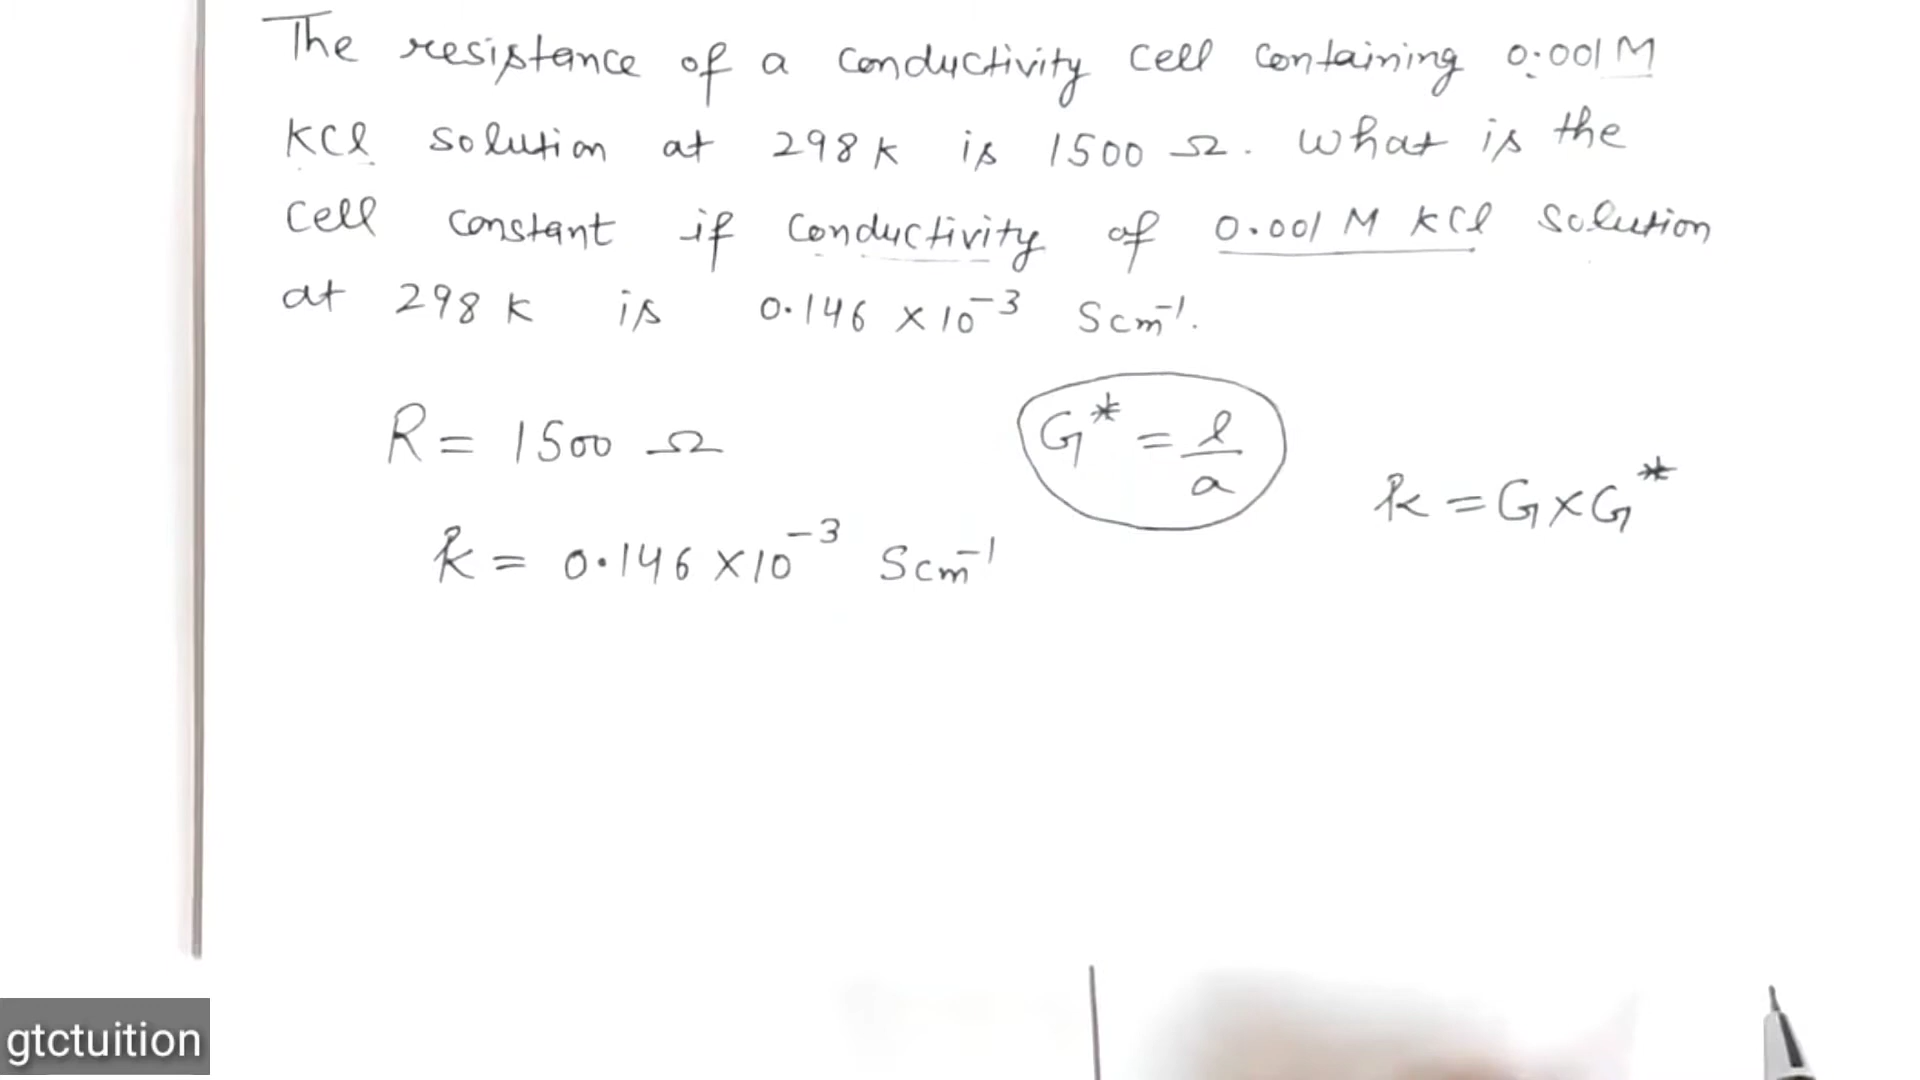 The resistance of a conductivity cell containing 0.001 M
KCl solution at 298 K is 1500 Ω. What is the
cell constant if conductivity of 0.001 M KCl solution
at 298 K is 0.146 × 10⁻³ S cm⁻¹.
R = 1500 Ω
G* = l/a
k = G × G*
k = 0.146 × 10⁻³ S cm⁻¹
gtctuition